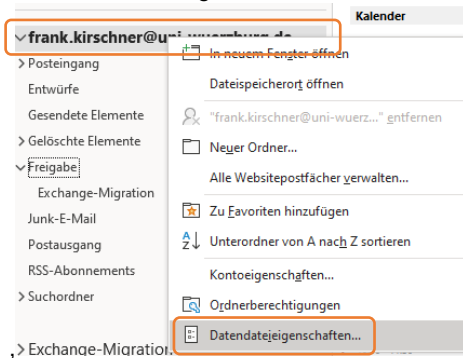 Kalender
frank.kirschner@uni-wuerzburg.de
In neuem Fenster öffnen
Posteingang
Dateispeicherort öffnen
Entwürfe
Gesendete Elemente
"frank.kirschner@uni-wuerz..." entfernen
Gelöschte Elemente
Neuer Ordner...
Freigabe
Alle Websitepostfächer verwalten...
Exchange-Migration
Zu Favoriten hinzufügen
Junk-E-Mail
Unterordner von A nach Z sortieren
Postausgang
RSS-Abonnements
Kontoeigenschaften...
Suchordner
Ordnerberechtigungen
Datendateieigenschaften...
, Exchange-Migration